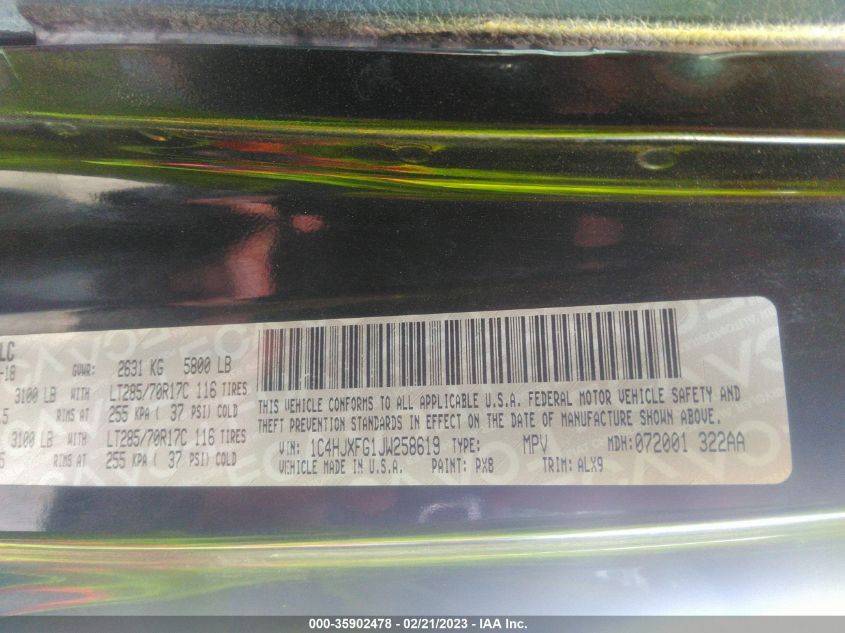 LC
-18 GVWR: 2631 KG 5800 LB
3100 LB WITH LT285/70R17C 116 TIRES
.5 RIMS AT 255 KPA ( 37 PSI) COLD
3100 LB WITH LT285/70R17C 116 TIRES
5 RIMS AT 255 KPA ( 37 PSI) COLD
THIS VEHICLE CONFORMS TO ALL APPLICABLE U.S.A. FEDERAL MOTOR VEHICLE SAFETY AND
THEFT PREVENTION STANDARDS IN EFFECT ON THE DATE OF MANUFACTURE SHOWN ABOVE.
VIN: 1C4HJXFG1JW258619 TYPE: MPV MDH: 072001 322AA
VEHICLE MADE IN U.S.A. PAINT: PX8 TRIM: ALX9
000-35902478 - 02/21/2023 - IAA Inc.